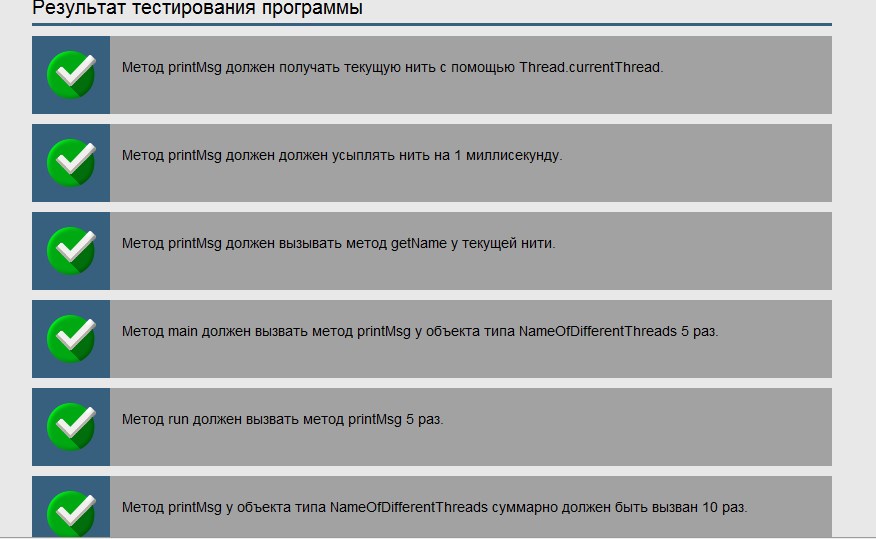 Результат тестирования программы
Метод printMsg должен получать текущую нить с помощью Thread.currentThread.
Метод printMsg должен должен усыплять нить на 1 миллисекунду.
Метод printMsg должен вызывать метод getName у текущей нити.
Метод main должен вызвать метод printMsg у объекта типа NameOfDifferentThreads 5 раз.
Метод run должен вызвать метод printMsg 5 раз.
Метод printMsg у объекта типа NameOfDifferentThreads суммарно должен быть вызван 10 раз.